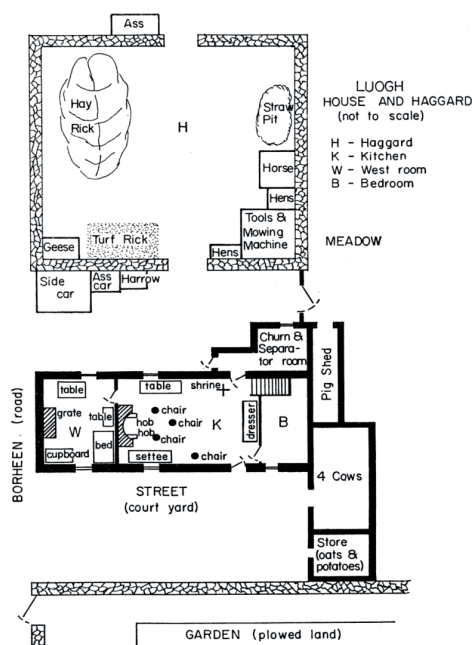 Ass
Hay
Rick
H
Straw
Pit
Horse
Hens
Tools &
Mowing
Machine
Hens
Geese
Turf Rick
Side
car
Ass
car
Harrow
LUOGH
HOUSE AND HAGGARD
(not to scale)
H - Haggard
K - Kitchen
W - West room
B - Bedroom
MEADOW
Churn &
Separa-
tor room
Pig Shed
table
table
shrine
grate
table
chair
hob
hob
chair
chair
W
K
dresser
B
cupboard
bed
settee
chair
4 Cows
BORHEEN (road)
STREET
(court yard)
Store
(oats &
potatoes)
GARDEN (plowed land)